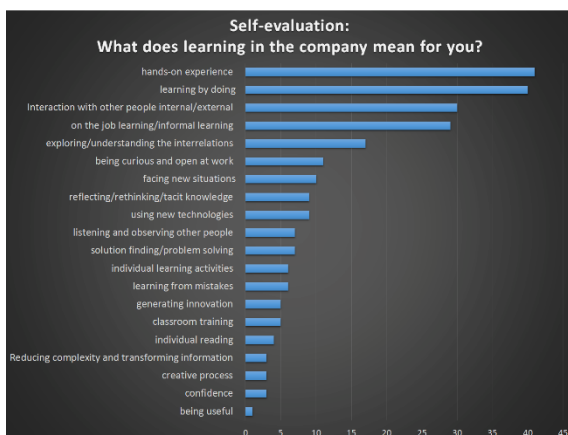 Self-evaluation:
What does learning in the company mean for you?
hands-on experience
learning by doing
Interaction with other people internal/external
on the job learning/informal learning
exploring/understanding the interrelations
being curious and open at work
facing new situations
reflecting/rethinking/tacit knowledge
using new technologies
listening and observing other people
solution finding/problem solving
individual learning activities
learning from mistakes
generating innovation
classroom training
individual reading
Reducing complexity and transforming information
creative process
confidence
being useful
0 5 10 15 20 25 30 35 40 45